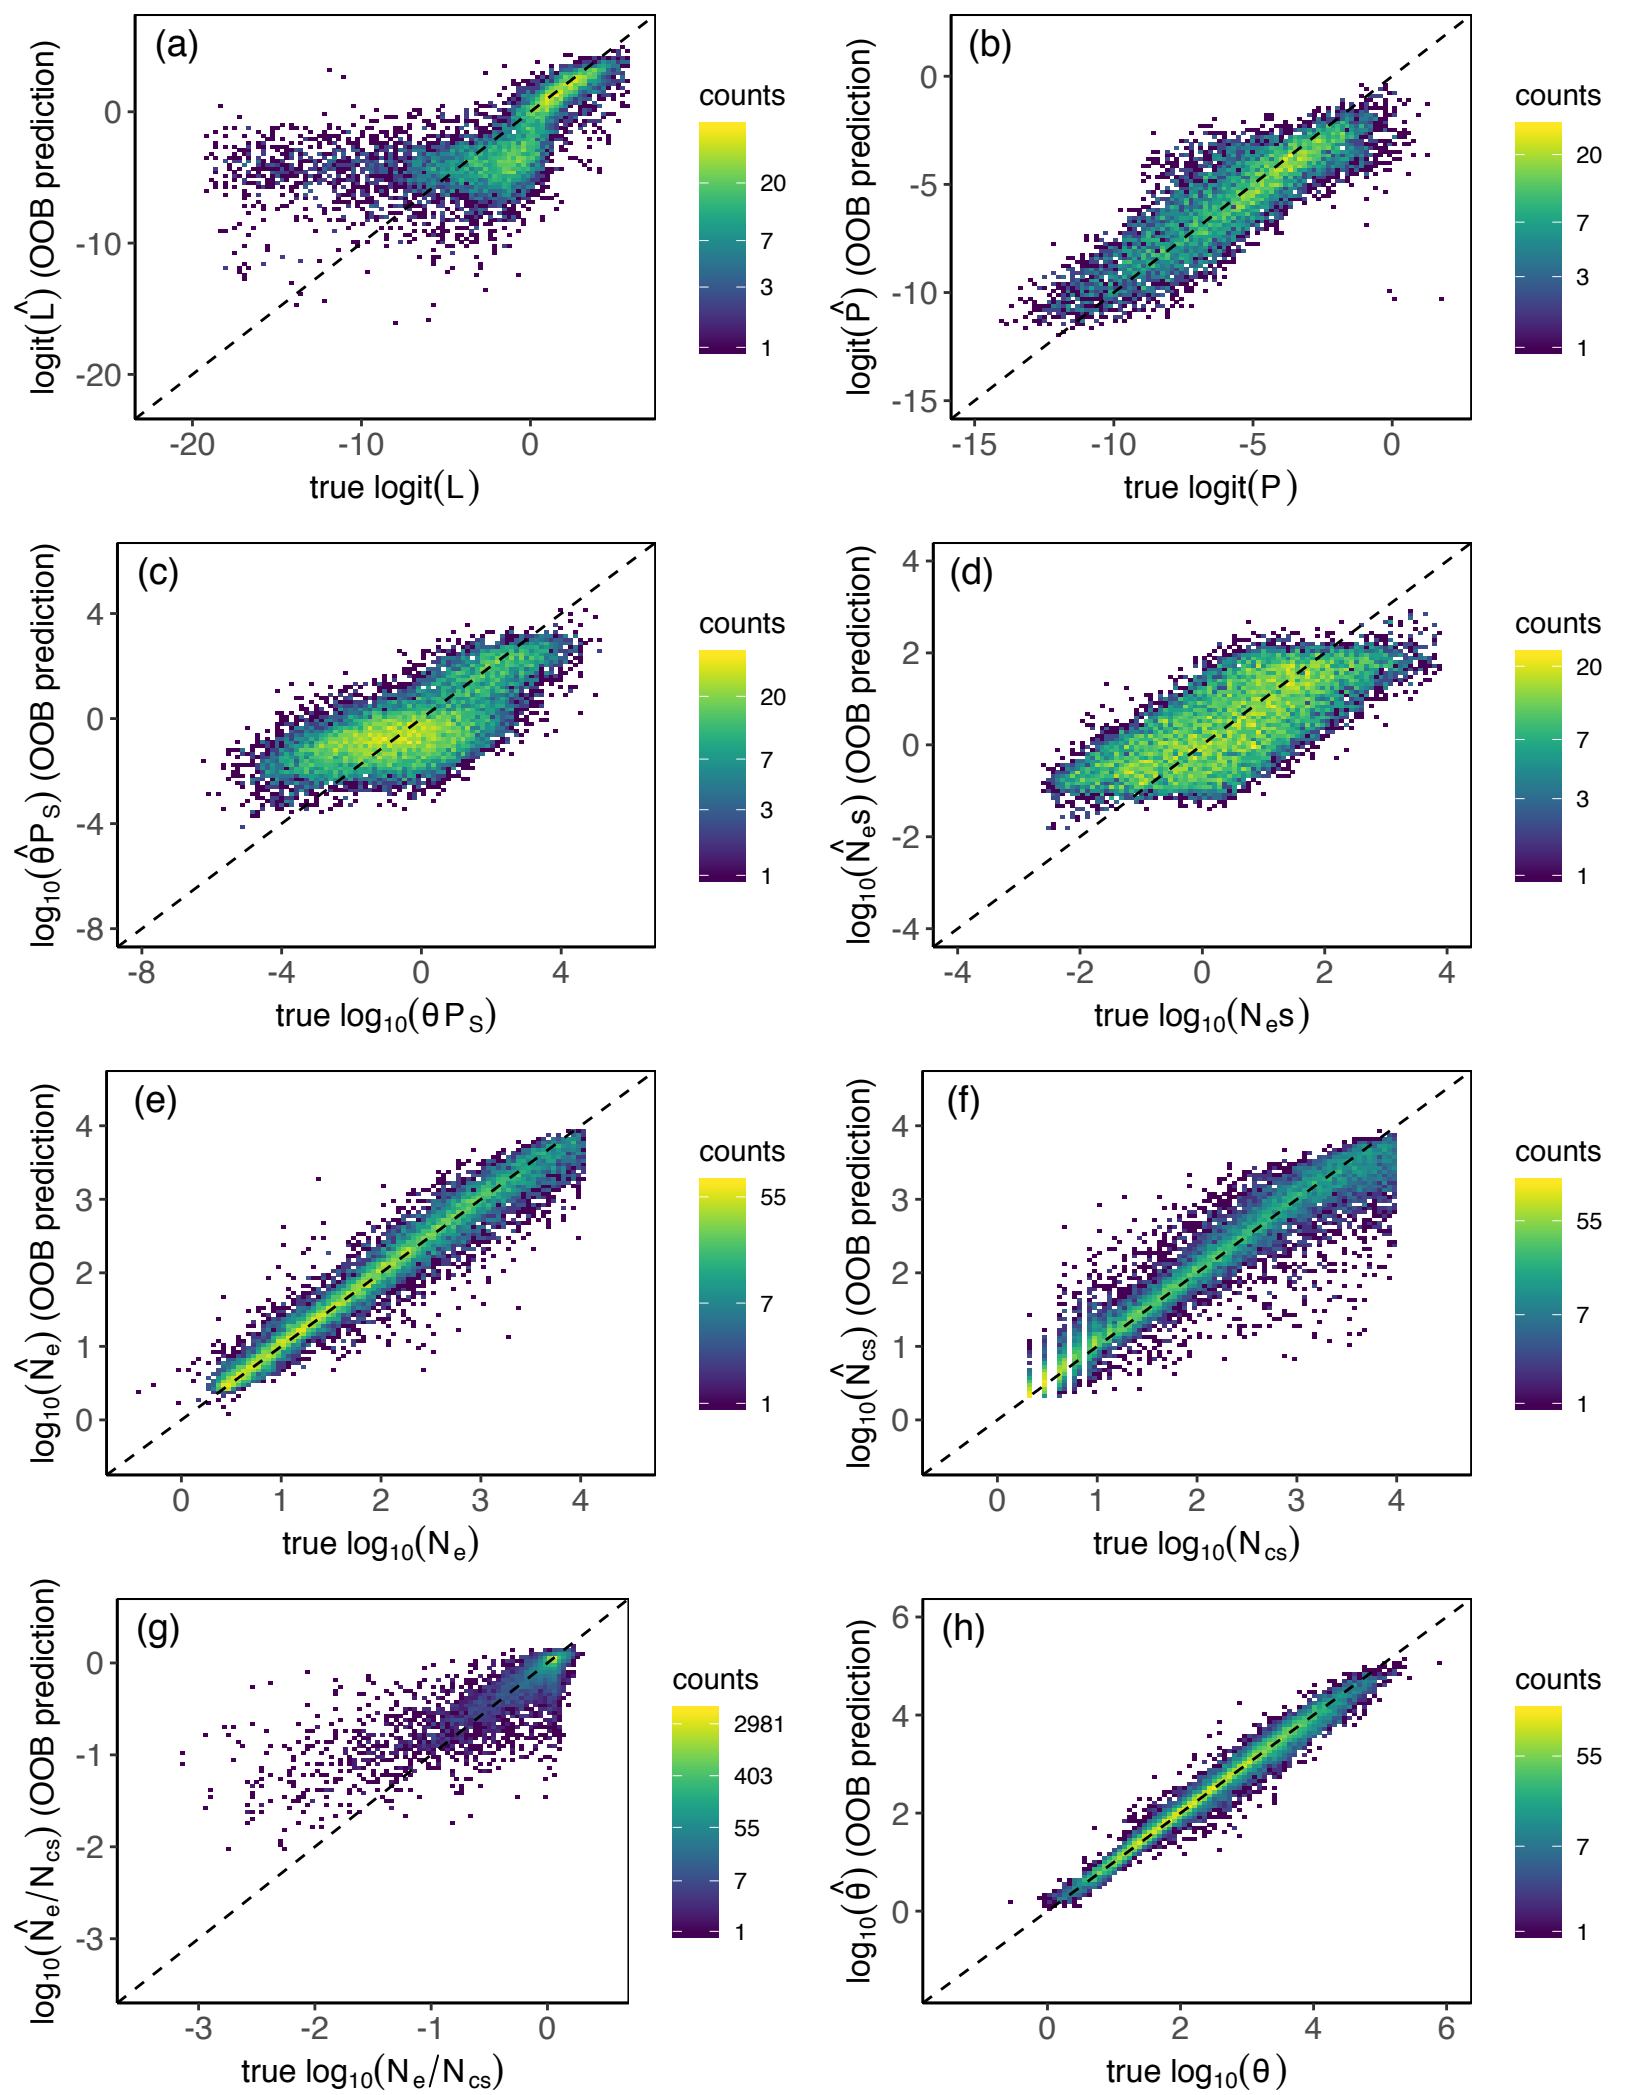 (a)
logit(L̂) (OOB prediction)
0
-10
-20
-20 -10 0
true logit(L)
counts
20
7
3
1
(b)
logit(P̂) (OOB prediction)
0
-5
-10
-15
-15 -10 -5 0
true logit(P)
counts
20
7
3
1
(c)
log₁₀(θ̂P_S) (OOB prediction)
4
0
-4
-8
-8 -4 0 4
true log₁₀(θP_S)
counts
20
7
3
1
(d)
log₁₀(N̂ₑs) (OOB prediction)
4
2
0
-2
-4
-4 -2 0 2 4
true log₁₀(Nₑs)
counts
20
7
3
1
(e)
log₁₀(N̂ₑ) (OOB prediction)
4
3
2
1
0
0 1 2 3 4
true log₁₀(Nₑ)
counts
55
7
1
(f)
log₁₀(N̂_cs) (OOB prediction)
4
3
2
1
0
0 1 2 3 4
true log₁₀(N_cs)
counts
55
7
1
(g)
log₁₀(N̂ₑ/N_cs) (OOB prediction)
0
-1
-2
-3
-3 -2 -1 0
true log₁₀(Nₑ/N_cs)
counts
2981
403
55
7
1
(h)
log₁₀(θ̂) (OOB prediction)
6
4
2
0
0 2 4 6
true log₁₀(θ)
counts
55
7
1